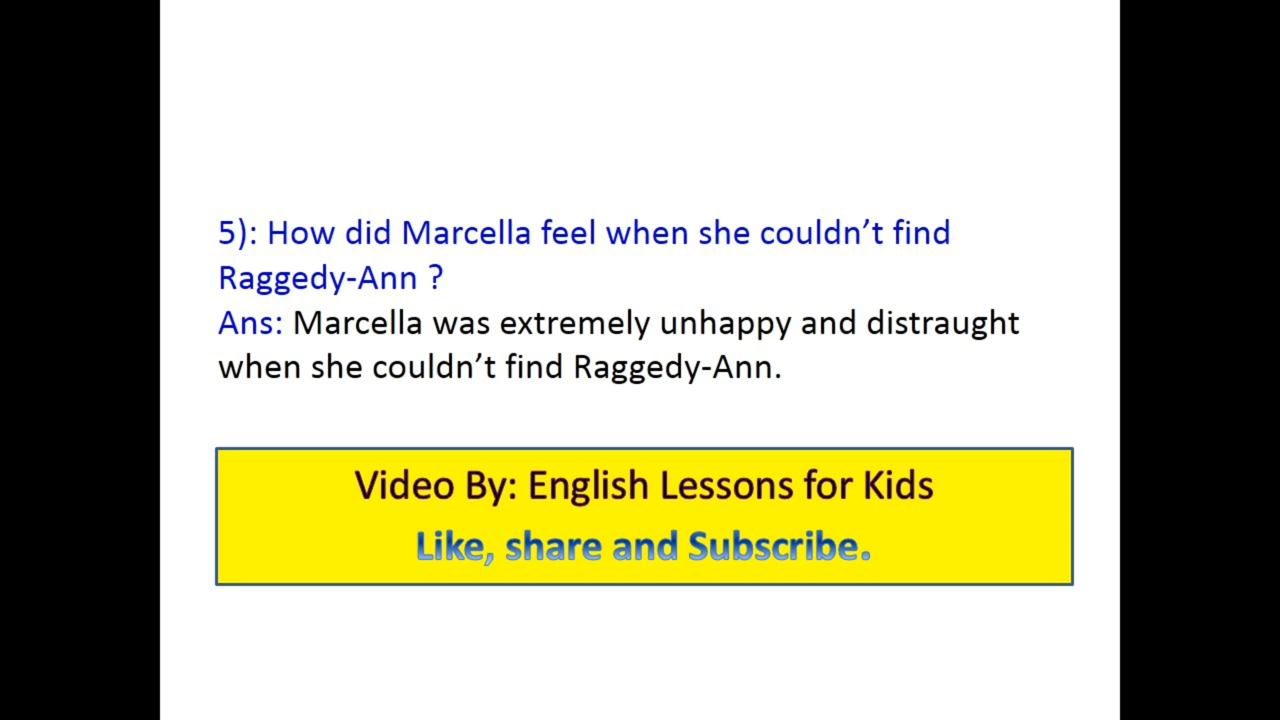 5): How did Marcella feel when she couldn’t find
Raggedy-Ann ?
Ans: Marcella was extremely unhappy and distraught
when she couldn’t find Raggedy-Ann.
Video By: English Lessons for Kids
Like, share and Subscribe.